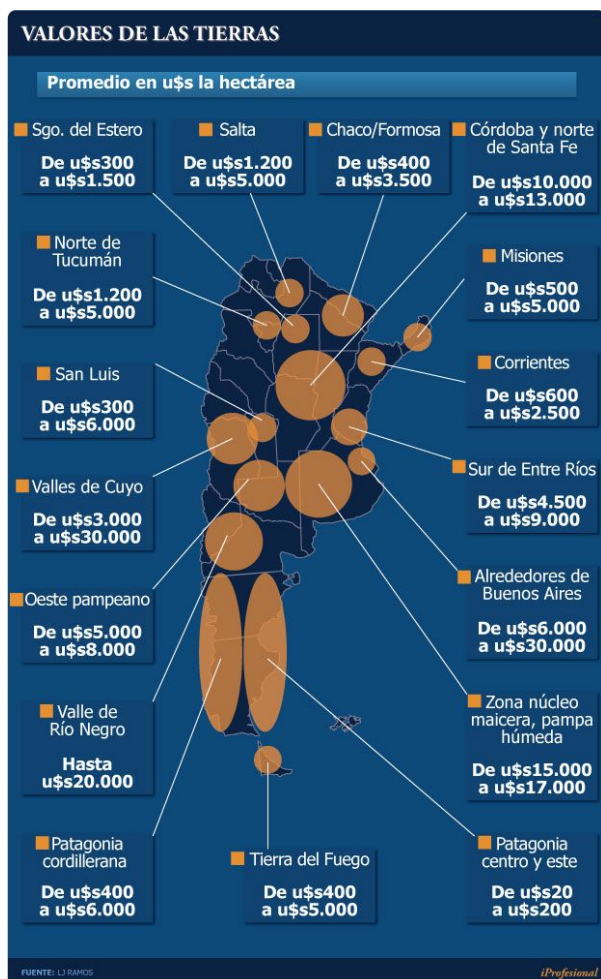 VALORES DE LAS TIERRAS
Promedio en u$s la hectárea
Sgo. del Estero
De u$s300
a u$s1.500
Salta
De u$s1.200
a u$s5.000
Chaco/Formosa
De u$s400
a u$s3.500
Córdoba y norte
de Santa Fe
De u$s10.000
a u$s13.000
Norte de
Tucumán
De u$s1.200
a u$s5.000
Misiones
De u$s500
a u$s5.000
San Luis
De u$s300
a u$s6.000
Corrientes
De u$s600
a u$s2.500
Valles de Cuyo
De u$s3.000
a u$s30.000
Sur de Entre Ríos
De u$s4.500
a u$s9.000
Oeste pampeano
De u$s5.000
a u$s8.000
Alrededores de
Buenos Aires
De u$s6.000
a u$s30.000
Valle de
Río Negro
Hasta
u$s20.000
Zona núcleo
maicera, pampa
húmeda
De u$s15.000
a u$s17.000
Patagonia
cordillerana
De u$s400
a u$s6.000
Tierra del Fuego
De u$s400
a u$s5.000
Patagonia
centro y este
De u$s20
a u$s200
FUENTE: LJ RAMOS
iProfesional